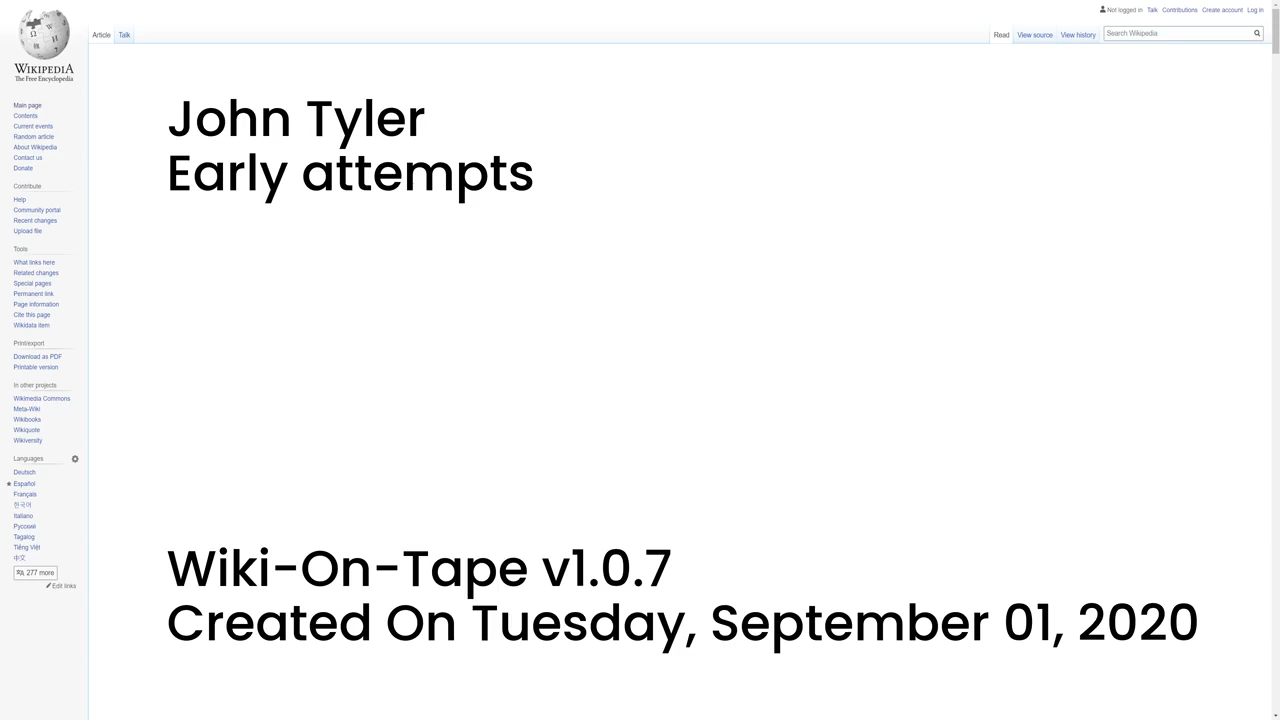 Not logged in Talk Contributions Create account Log in
Article Talk
Read View source View history
Search Wikipedia
WIKIPEDIA
The Free Encyclopedia
Main page
Contents
Current events
Random article
About Wikipedia
Contact us
Donate
Contribute
Help
Community portal
Recent changes
Upload file
Tools
What links here
Related changes
Special pages
Permanent link
Page information
Cite this page
Wikidata item
Print/export
Download as PDF
Printable version
In other projects
Wikimedia Commons
Meta-Wiki
Wikibooks
Wikiquote
Wikiversity
Languages
Deutsch
Español
Français
한국어
Italiano
Русский
Tagalog
Tiếng Việt
中文
277 more
Edit links
John Tyler
Early attempts
Wiki-On-Tape v1.0.7
Created On Tuesday, September 01, 2020